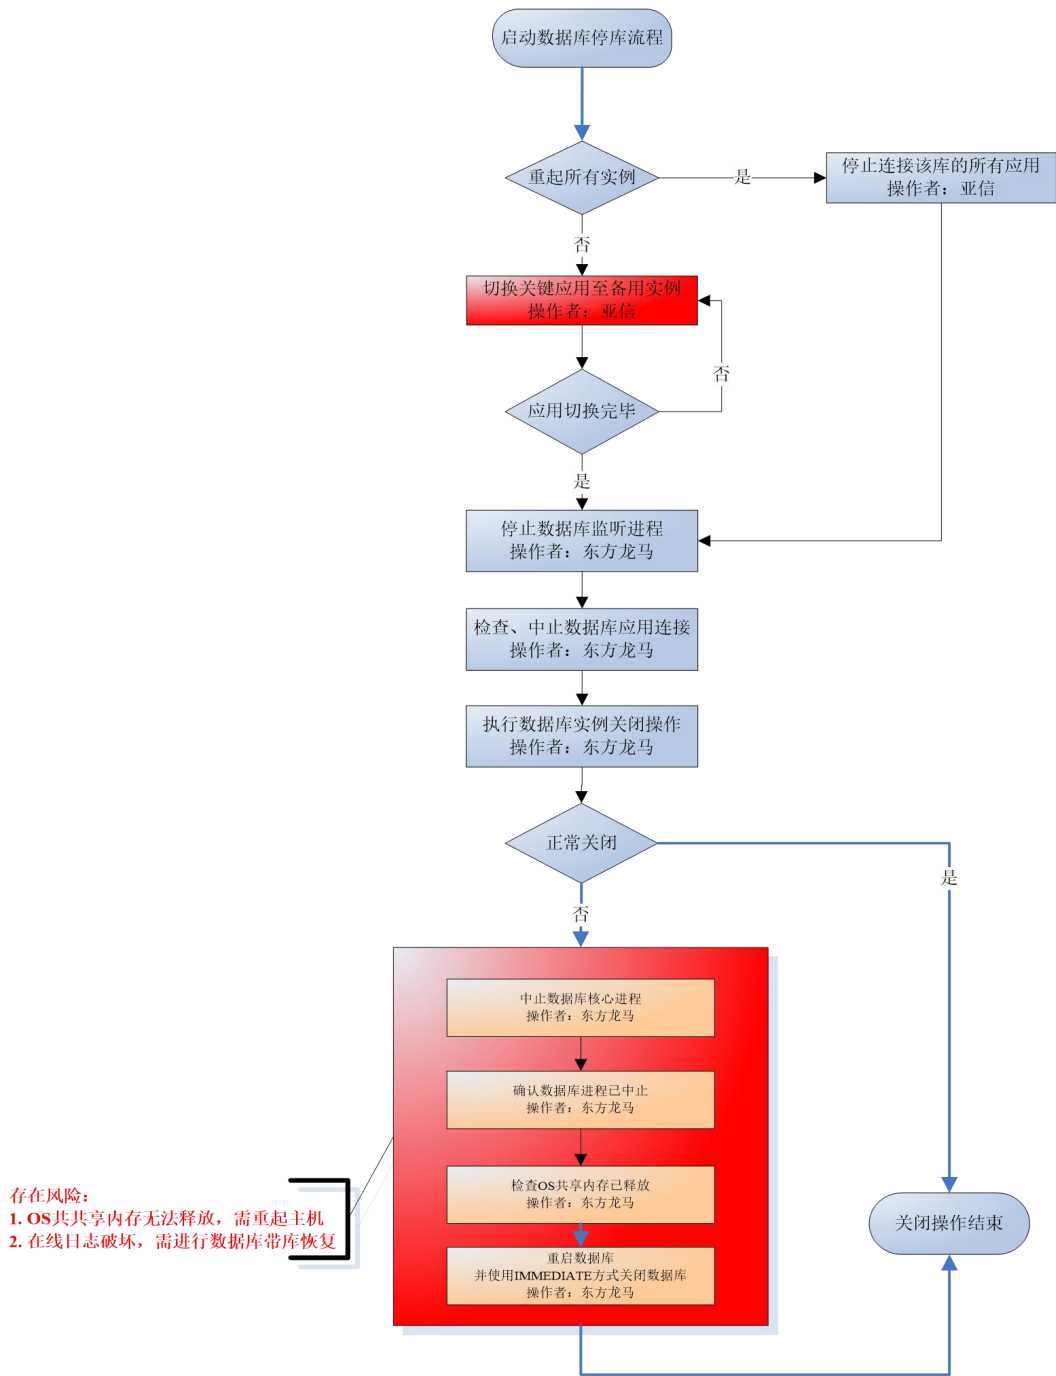 启动数据库停库流程
重起所有实例
是
停止连接该库的所有应用
操作者：亚信
否
切换关键应用至备用实例
操作者：亚信
否
应用切换完毕
是
停止数据库监听进程
操作者：东方龙马
检查、中止数据库应用连接
操作者：东方龙马
执行数据库实例关闭操作
操作者：东方龙马
正常关闭
是
否
中止数据库核心进程
操作者：东方龙马
确认数据库进程已中止
操作者：东方龙马
检查OS共享内存已释放
操作者：东方龙马
存在风险：
1. OS共共享内存无法释放，需重起主机
2. 在线日志破坏，需进行数据库带库恢复
关闭操作结束
重启数据库
并使用IMMEDIATE方式关闭数据库
操作者：东方龙马